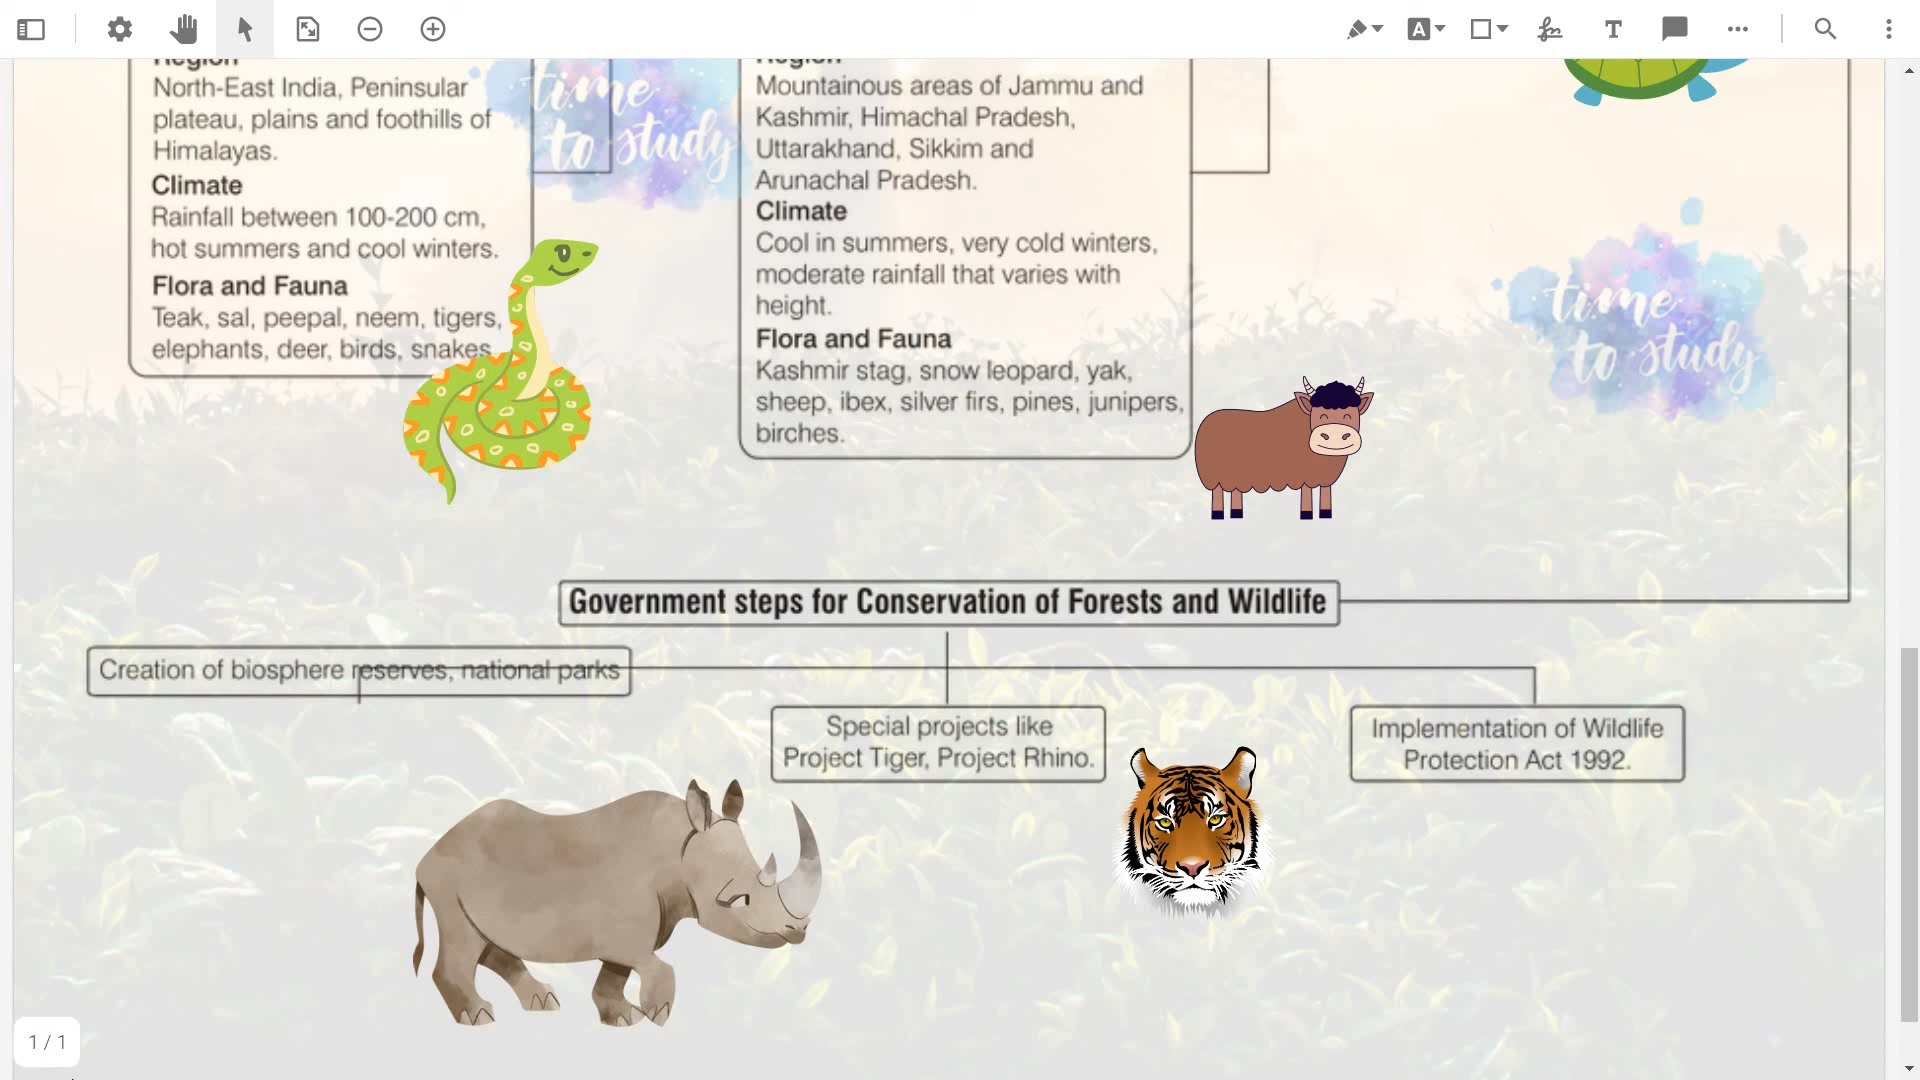 Region
North-East India, Peninsular
plateau, plains and foothills of
Himalayas.
Climate
Rainfall between 100-200 cm,
hot summers and cool winters.
Flora and Fauna
Teak, sal, peepal, neem, tigers,
elephants, deer, birds, snakes
time
to study
Region
Mountainous areas of Jammu and
Kashmir, Himachal Pradesh,
Uttarakhand, Sikkim and
Arunachal Pradesh.
Climate
Cool in summers, very cold winters,
moderate rainfall that varies with
height.
Flora and Fauna
Kashmir stag, snow leopard, yak,
sheep, ibex, silver firs, pines, junipers,
birches.
time
to study
Government steps for Conservation of Forests and Wildlife
Creation of biosphere reserves, national parks
Special projects like
Project Tiger, Project Rhino.
Implementation of Wildlife
Protection Act 1992.
1 / 1